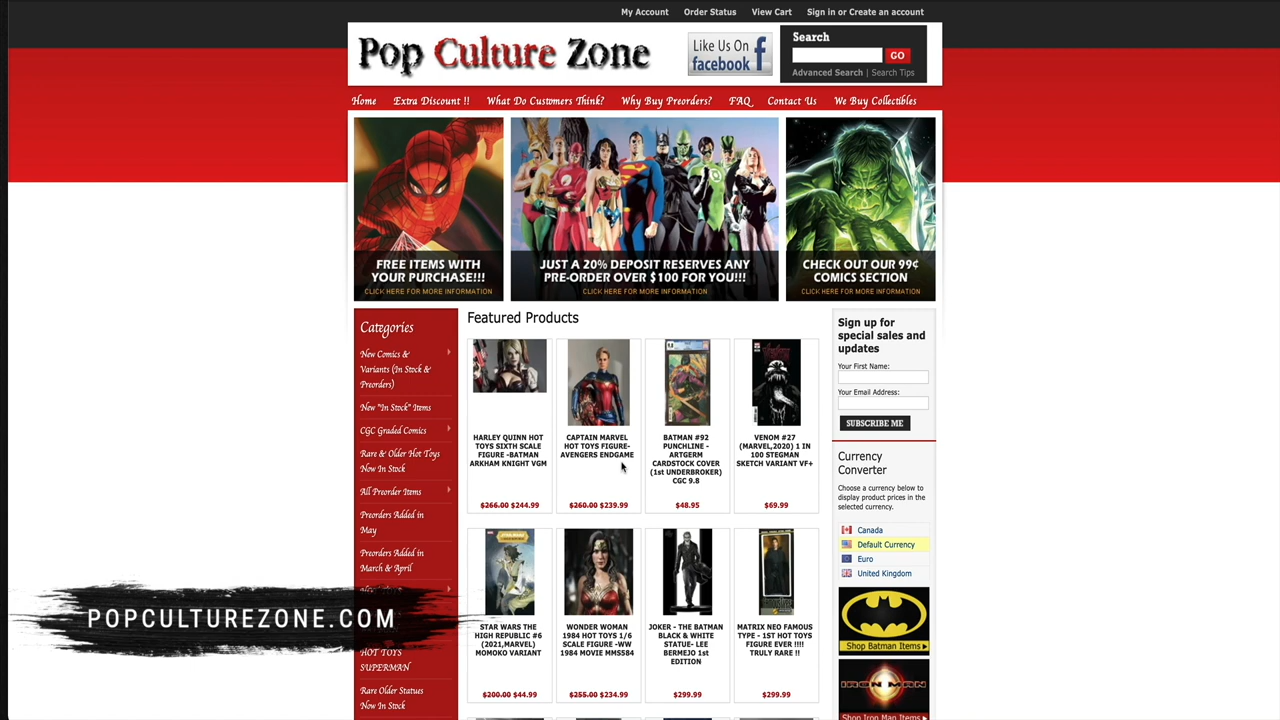 My Account Order Status View Cart Sign in or Create an account
Pop Culture Zone
Like Us On
facebook
f
Search
GO
Advanced Search | Search Tips
Home Extra Discount !! What Do Customers Think? Why Buy Preorders? FAQ Contact Us We Buy Collectibles
FREE ITEMS WITH
YOUR PURCHASE!!!
CLICK HERE FOR MORE INFORMATION
JUST A 20% DEPOSIT RESERVES ANY
PRE-ORDER OVER $100 FOR YOU!!!
CLICK HERE FOR MORE INFORMATION
CHECK OUT OUR 99¢
COMICS SECTION
CLICK HERE FOR MORE INFORMATION
Categories
New Comics &
Variants (In Stock &
Preorders)
New "In Stock" Items
CGC Graded Comics
Rare & Older Hot Toys
Now In Stock
All Preorder Items
Preorders Added in
May
Preorders Added in
March & April
POPCULTUREZONE.COM
HOT TOYS
SUPERMAN
Rare Older Statues
Now In Stock
Featured Products
HARLEY QUINN HOT
TOYS SIXTH SCALE
FIGURE -BATMAN
ARKHAM KNIGHT VGM
$266.00 $244.99
CAPTAIN MARVEL
HOT TOYS FIGURE-
AVENGERS ENDGAME
$260.00 $239.99
BATMAN #92
PUNCHLINE -
ARTGERM
CARDSTOCK COVER
(1st UNDERBROKER)
CGC 9.8
$48.95
VENOM #27
(MARVEL,2020) 1 IN
100 STEGMAN
SKETCH VARIANT VF+
$69.99
STAR WARS THE
HIGH REPUBLIC #6
(2021,MARVEL)
MOMOKO VARIANT
$200.00 $44.99
WONDER WOMAN
1984 HOT TOYS 1/6
SCALE FIGURE -WW
1984 MOVIE MMS584
$255.00 $234.99
JOKER - THE BATMAN
BLACK & WHITE
STATUE- LEE
BERMEJO 1st
EDITION
$299.99
MATRIX NEO FAMOUS
TYPE - 1ST HOT TOYS
FIGURE EVER !!!!
TRULY RARE !!
$299.99
Sign up for
special sales and
updates
Your First Name:
Your Email Address:
SUBSCRIBE ME
Currency
Converter
Choose a currency below to
display product prices in the
selected currency.
Canada
Default Currency
Euro
United Kingdom
Shop Batman Items
IRON MAN
Shop Iron Man Items